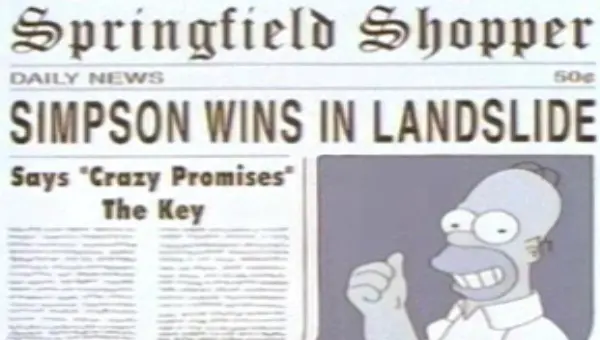 Springfield Shopper
DAILY NEWS 50¢
SIMPSON WINS IN LANDSLIDE
Says "Crazy Promises"
The Key